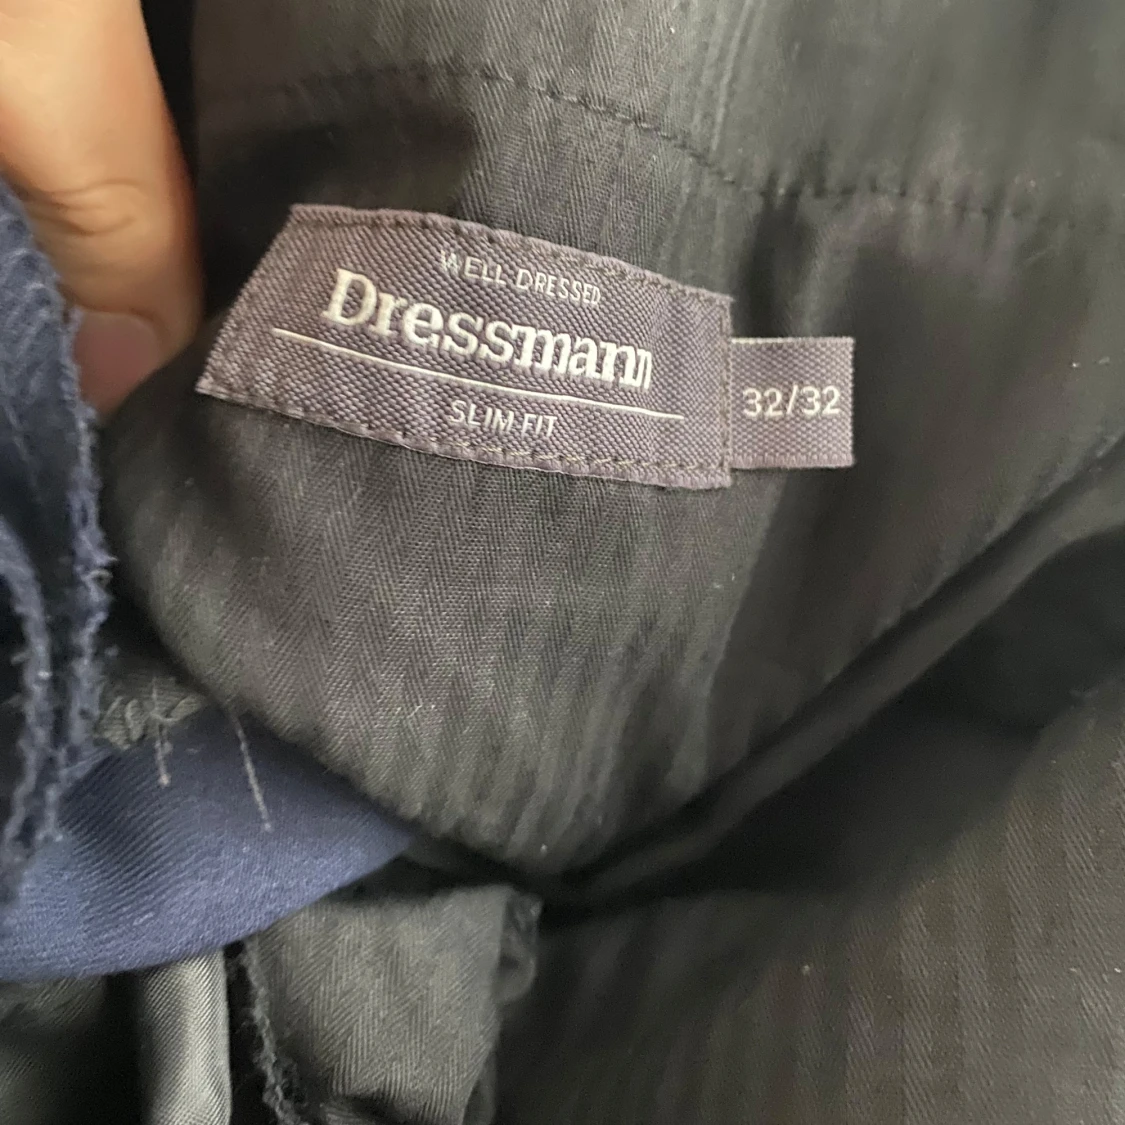 WELL DRESSED
Dressmann
SLIM FIT
32/32